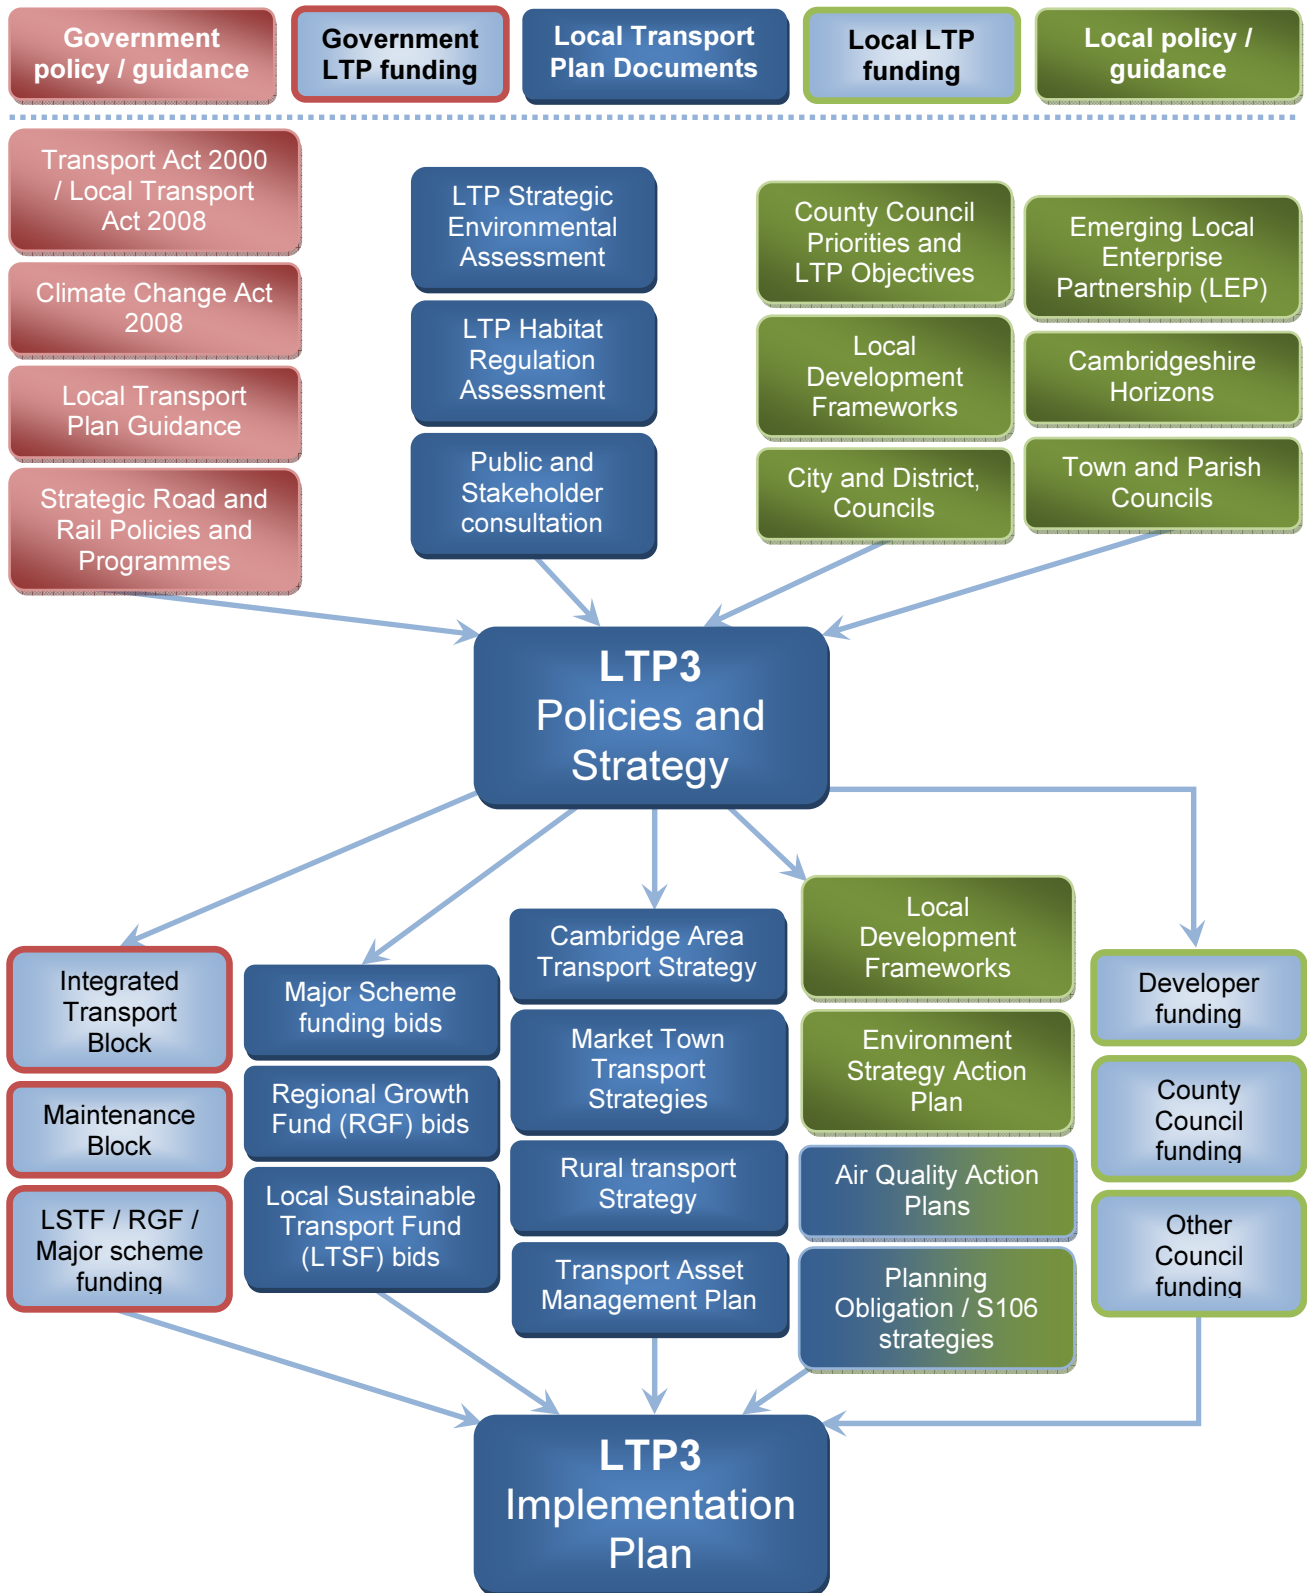 Government
policy / guidance
Government
LTP funding
Local Transport
Plan Documents
Local LTP
funding
Local policy /
guidance
Transport Act 2000
/ Local Transport
Act 2008
Climate Change Act
2008
Local Transport
Plan Guidance
Strategic Road and
Rail Policies and
Programmes
LTP Strategic
Environmental
Assessment
LTP Habitat
Regulation
Assessment
Public and
Stakeholder
consultation
County Council
Priorities and
LTP Objectives
Local
Development
Frameworks
City and District,
Councils
Emerging Local
Enterprise
Partnership (LEP)
Cambridgeshire
Horizons
Town and Parish
Councils
LTP3
Policies and
Strategy
Integrated
Transport
Block
Maintenance
Block
LSTF / RGF /
Major scheme
funding
Major Scheme
funding bids
Regional Growth
Fund (RGF) bids
Local Sustainable
Transport Fund
(LTSF) bids
Cambridge Area
Transport Strategy
Market Town
Transport
Strategies
Rural transport
Strategy
Transport Asset
Management Plan
Local
Development
Frameworks
Environment
Strategy Action
Plan
Air Quality Action
Plans
Planning
Obligation / S106
strategies
Developer
funding
County
Council
funding
Other
Council
funding
LTP3
Implementation
Plan